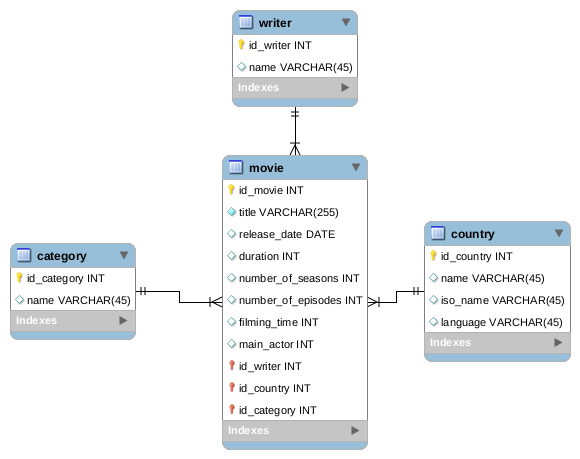 writer
id_writer INT
name VARCHAR(45)
Indexes
movie
id_movie INT
title VARCHAR(255)
release_date DATE
duration INT
number_of_seasons INT
number_of_episodes INT
filming_time INT
main_actor INT
id_writer INT
id_country INT
id_category INT
Indexes
category
id_category INT
name VARCHAR(45)
Indexes
country
id_country INT
name VARCHAR(45)
iso_name VARCHAR(45)
language VARCHAR(45)
Indexes